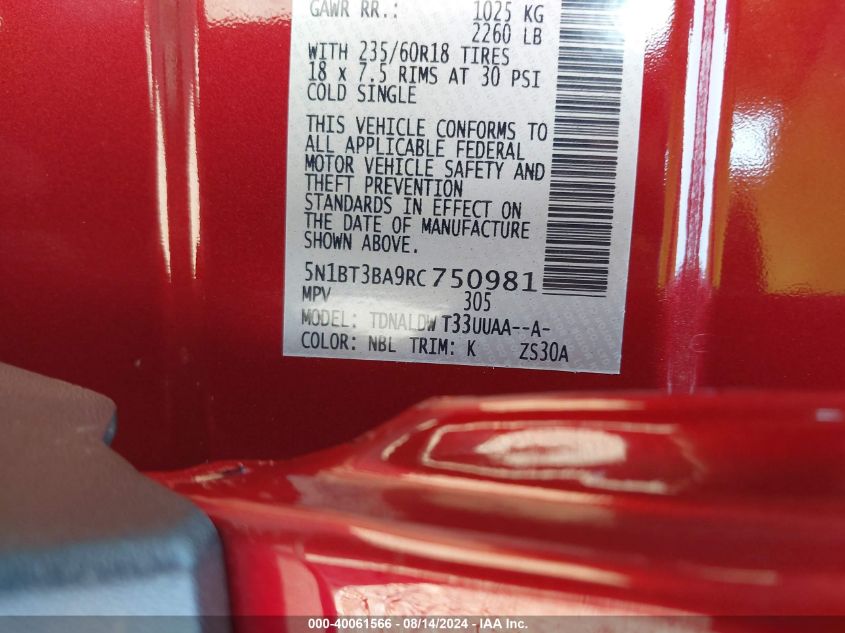 GAWR RR.: 1025 KG
2260 LB
WITH 235/60R18 TIRES
18 x 7.5 RIMS AT 30 PSI
COLD SINGLE
THIS VEHICLE CONFORMS TO
ALL APPLICABLE FEDERAL
MOTOR VEHICLE SAFETY AND
THEFT PREVENTION
STANDARDS IN EFFECT ON
THE DATE OF MANUFACTURE
SHOWN ABOVE.
5N1BT3BA9RC750981
MPV 305
MODEL: TDNALDW T33UUAA--A-
COLOR: NBL TRIM: K ZS30A
000-40061566 - 08/14/2024 - IAA Inc.